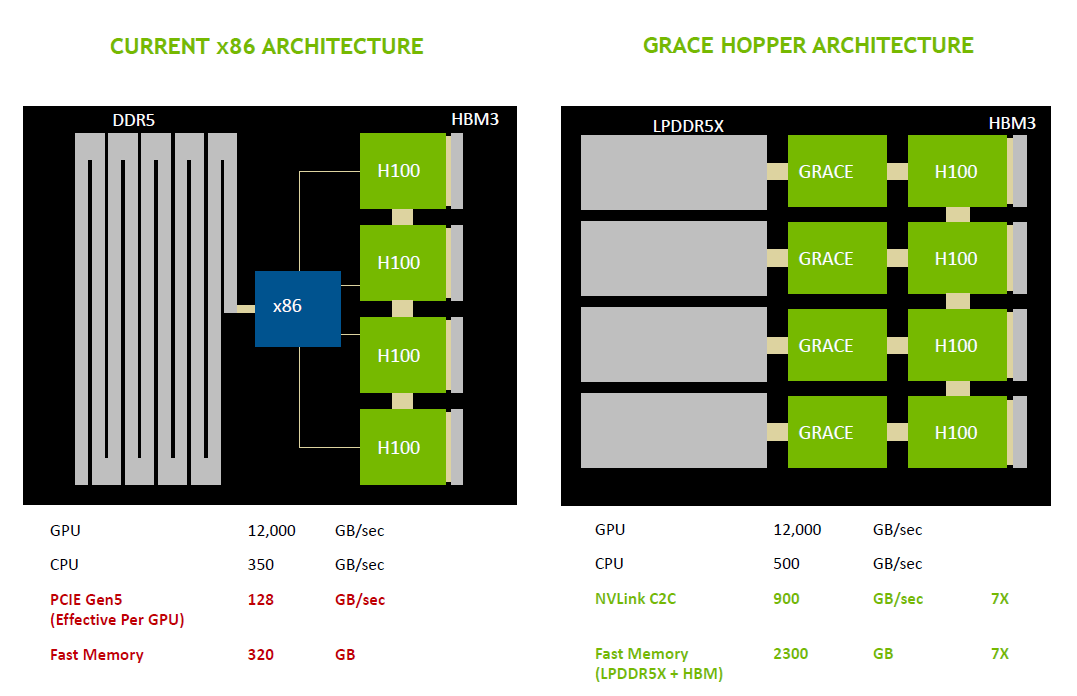 CURRENT x86 ARCHITECTURE
DDR5
HBM3
H100
H100
x86
H100
H100
GPU 12,000 GB/sec
CPU 350 GB/sec
PCIE Gen5 128 GB/sec
(Effective Per GPU)
Fast Memory 320 GB
GRACE HOPPER ARCHITECTURE
LPDDR5X
HBM3
GRACE H100
GRACE H100
GRACE H100
GRACE H100
GPU 12,000 GB/sec
CPU 500 GB/sec
NVLink C2C 900 GB/sec 7X
Fast Memory 2300 GB 7X
(LPDDR5X + HBM)